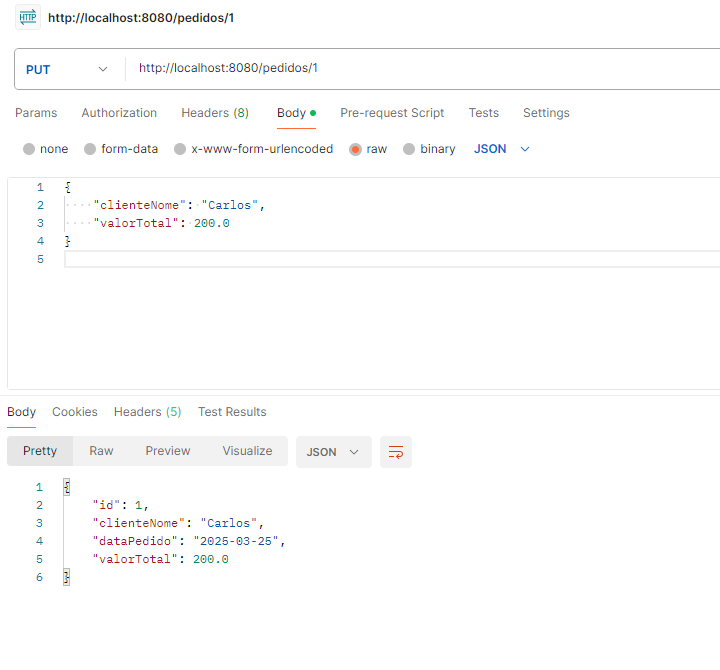 HTTP http://localhost:8080/pedidos/1
PUT http://localhost:8080/pedidos/1
Params Authorization Headers (8) Body Pre-request Script Tests Settings
none form-data x-www-form-urlencoded raw binary JSON
1 {
2 "clienteNome": "Carlos",
3 "valorTotal": 200.0
4 }
5
Body Cookies Headers (5) Test Results
Pretty Raw Preview Visualize JSON
1 {
2 "id": 1,
3 "clienteNome": "Carlos",
4 "dataPedido": "2025-03-25",
5 "valorTotal": 200.0
6 }